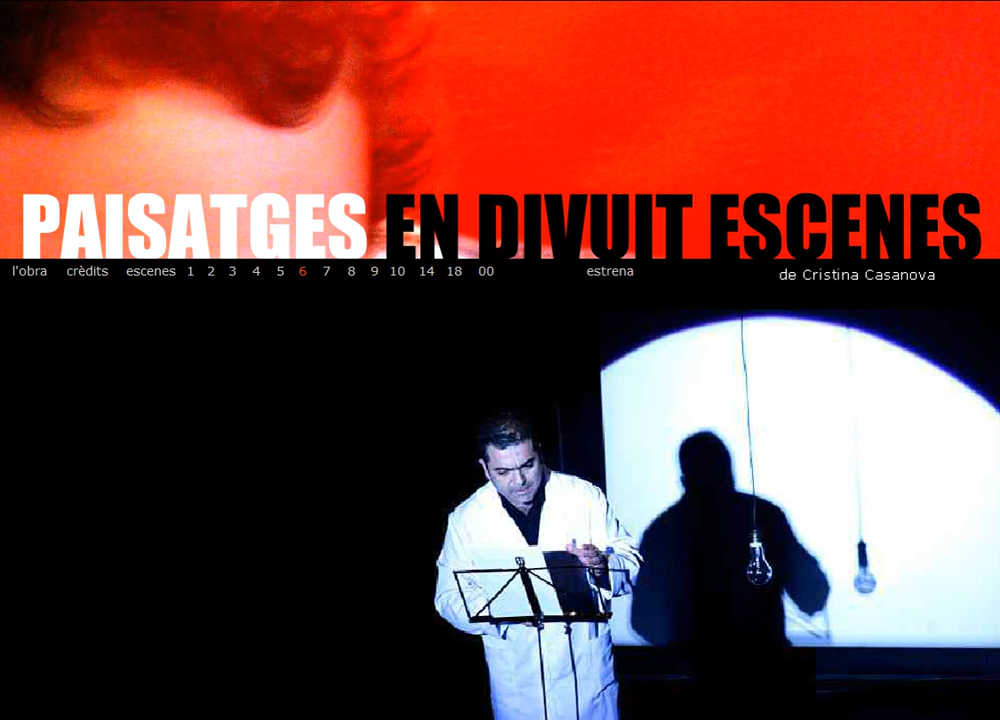 PAISATGES EN DIVUIT ESCENES
l'obra crèdits escenes 1 2 3 4 5 6 7 8 9 10 14 18 00 estrena
de Cristina Casanova